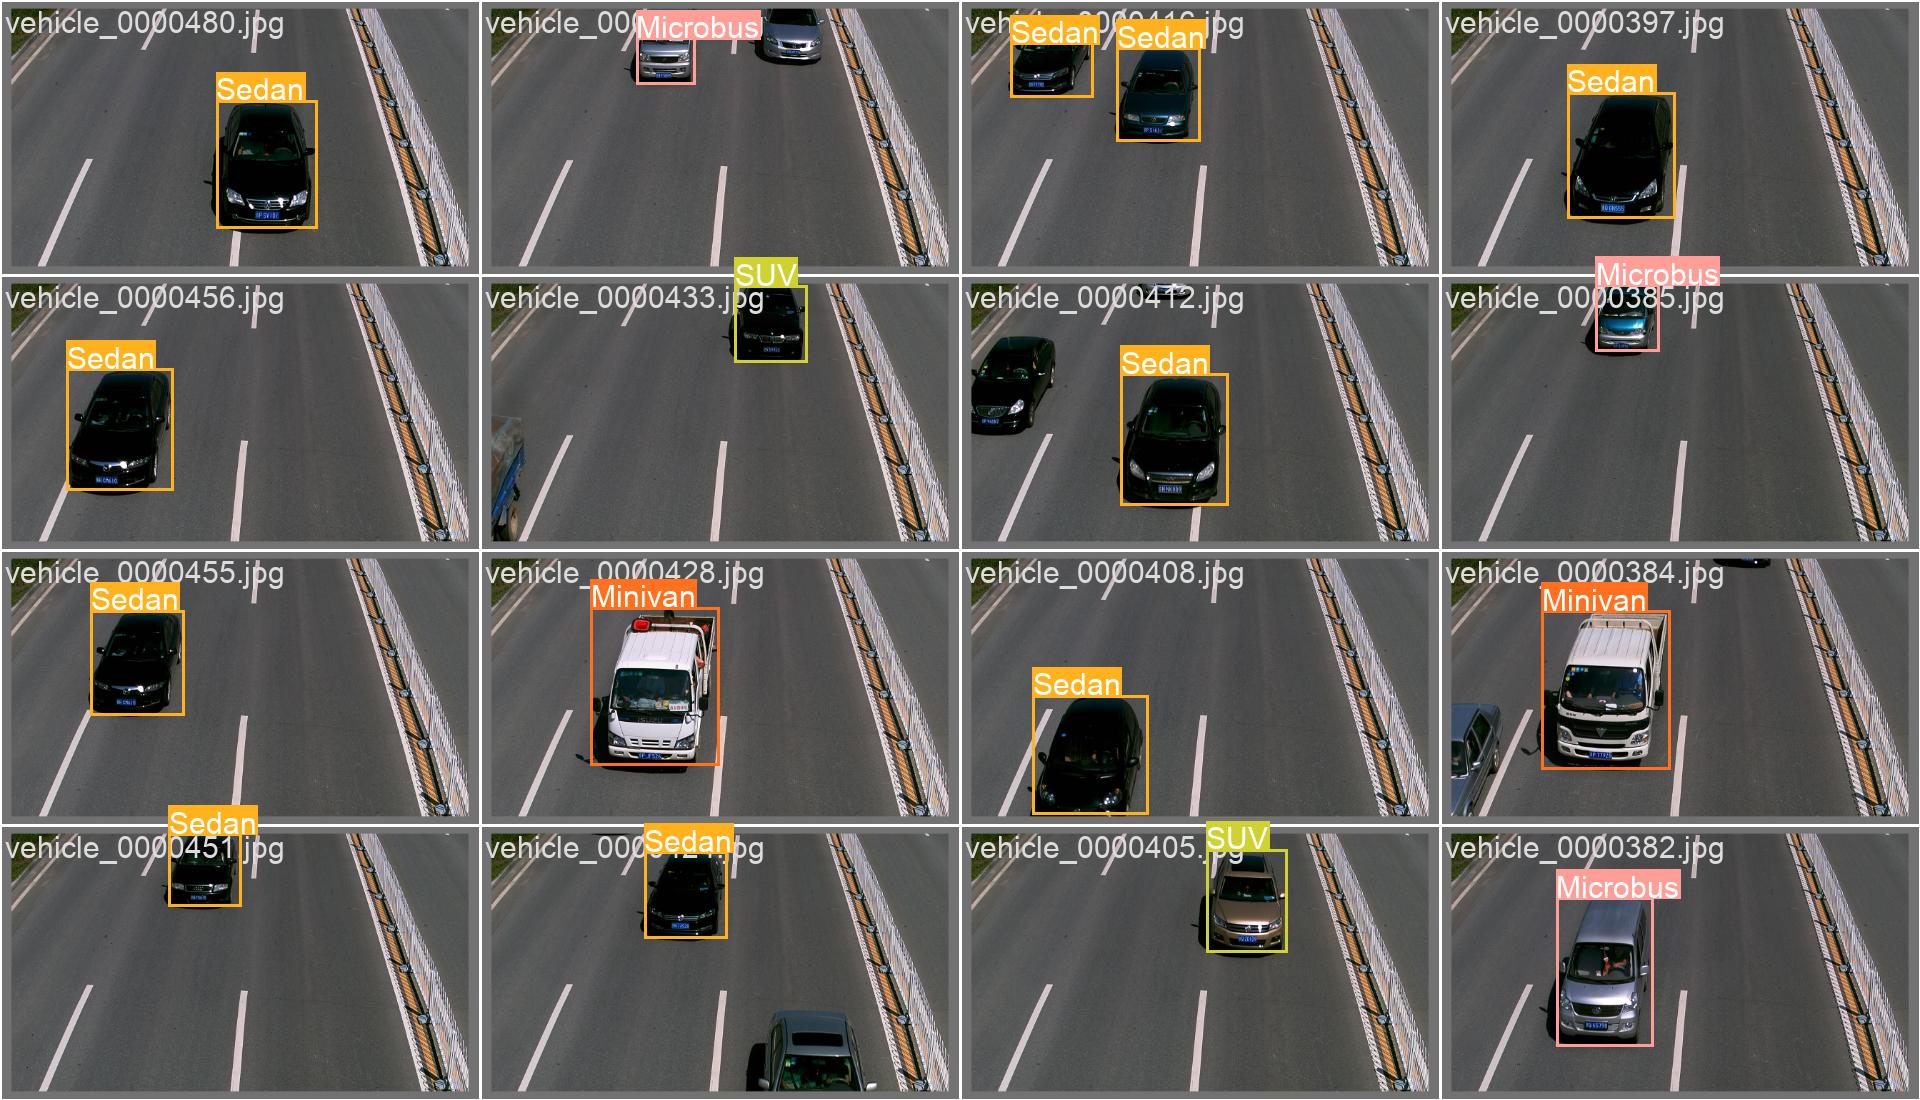 vehicle_0000480.jpg
Sedan
Microbus
Sedan
Sedan
vehicle_0000397.jpg
Sedan
vehicle_0000456.jpg
Sedan
vehicle_0000433.jpg
SUV
vehicle_0000412.jpg
Sedan
vehicle_0000385.jpg
Microbus
vehicle_0000455.jpg
Sedan
vehicle_0000428.jpg
Minivan
vehicle_0000408.jpg
Sedan
vehicle_0000384.jpg
Minivan
vehicle_0000451.jpg
Sedan
Sedan
vehicle_0000405.jpg
SUV
vehicle_0000382.jpg
Microbus